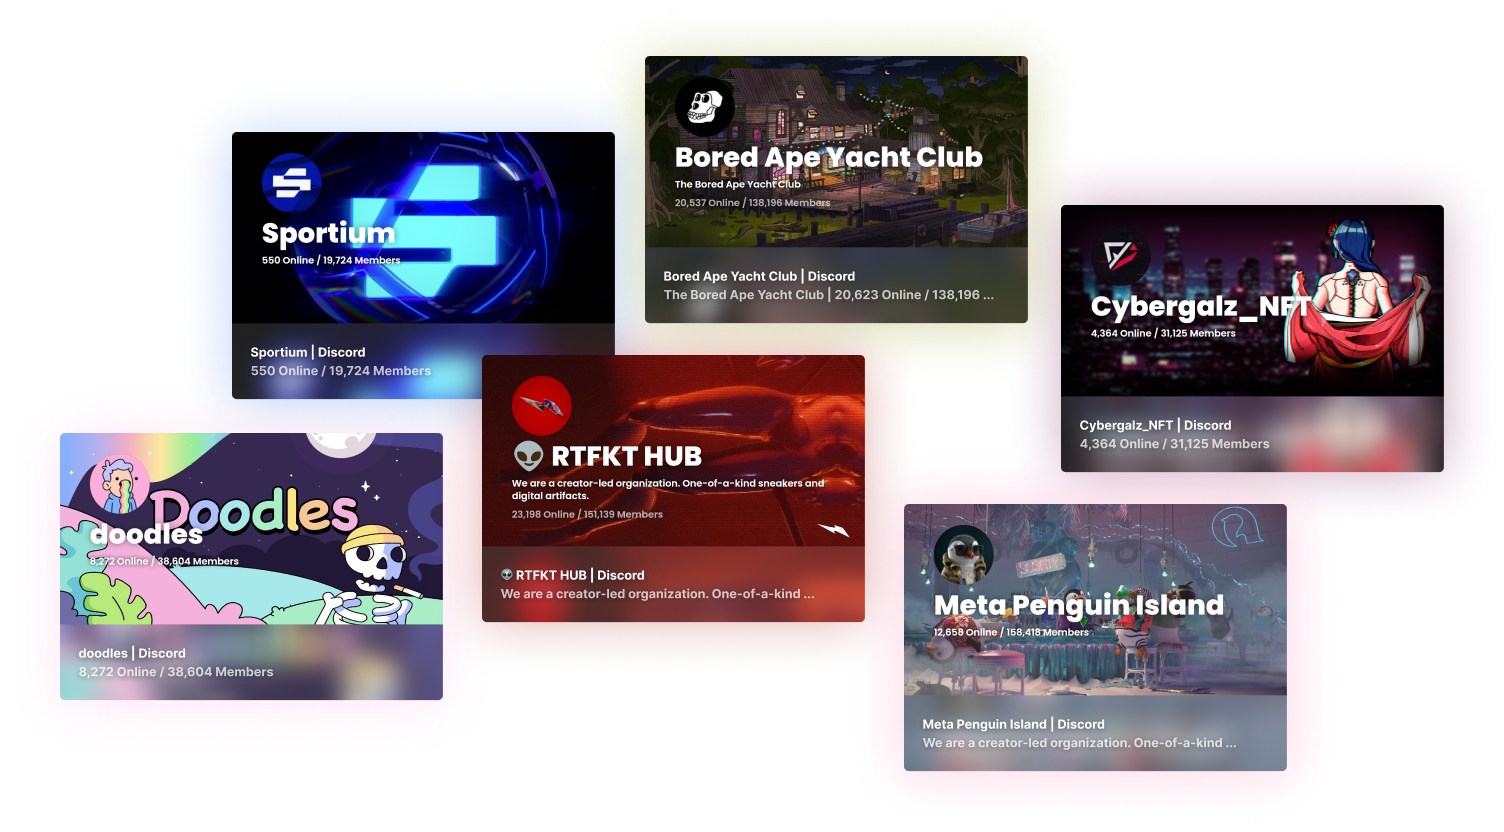 Bored Ape Yacht Club
The Bored Ape Yacht Club
20,537 Online / 138,196 Members
Bored Ape Yacht Club | Discord
The Bored Ape Yacht Club | 20,623 Online / 138,196 ...
Sportium
550 Online / 19,724 Members
Sportium | Discord
550 Online / 19,724 Members
Cybergalz_NFT
4,364 Online / 31,125 Members
Cybergalz_NFT | Discord
4,364 Online / 31,125 Members
👽 RTFKT HUB
We are a creator-led organization. One-of-a-kind sneakers and
digital artifacts.
23,198 Online / 151,139 Members
👽 RTFKT HUB | Discord
We are a creator-led organization. One-of-a-kind ...
Doodles
doodles
8,272 Online / 38,604 Members
doodles | Discord
8,272 Online / 38,604 Members
Meta Penguin Island
12,658 Online / 158,418 Members
Meta Penguin Island | Discord
We are a creator-led organization. One-of-a-kind ...